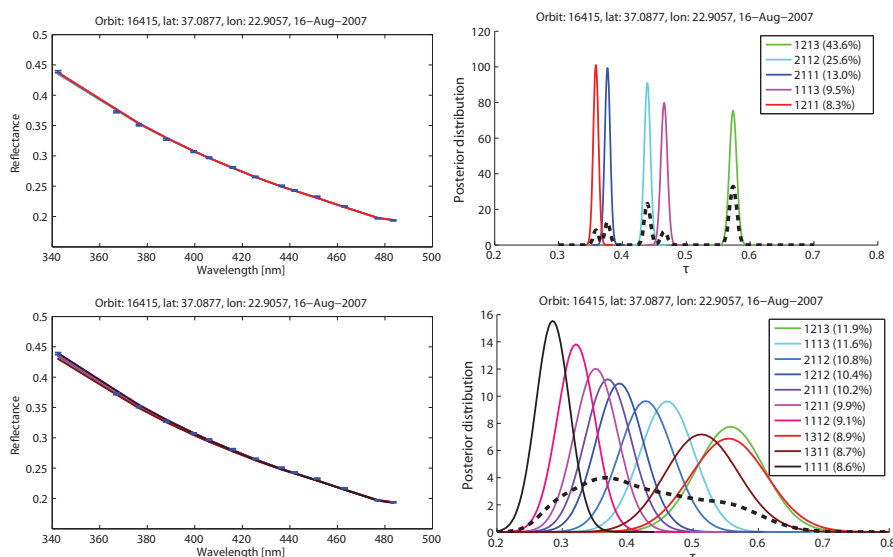 Orbit: 16415, lat: 37.0877, lon: 22.9057, 16−Aug−2007
0.5
0.45
0.4
0.35
0.3
0.25
0.2
Reflectance
340 360 380 400 420 440 460 480 500
Wavelength [nm]
Orbit: 16415, lat: 37.0877, lon: 22.9057, 16−Aug−2007
120
100
80
60
40
20
0
Posterior distribution
0.2 0.3 0.4 0.5 0.6 0.7 0.8
τ
1213 (43.6%)
2112 (25.6%)
2111 (13.0%)
1113 (9.5%)
1211 (8.3%)
Orbit: 16415, lat: 37.0877, lon: 22.9057, 16−Aug−2007
0.5
0.45
0.4
0.35
0.3
0.25
0.2
Reflectance
340 360 380 400 420 440 460 480 500
Wavelength [nm]
Orbit: 16415, lat: 37.0877, lon: 22.9057, 16−Aug−2007
16
14
12
10
8
6
4
2
0
Posterior distribution
0.2 0.3 0.4 0.5 0.6 0.7 0.8
τ
1213 (11.9%)
1113 (11.6%)
2112 (10.8%)
1212 (10.4%)
2111 (10.2%)
1211 (9.9%)
1112 (9.1%)
1312 (8.9%)
1311 (8.7%)
1111 (8.6%)